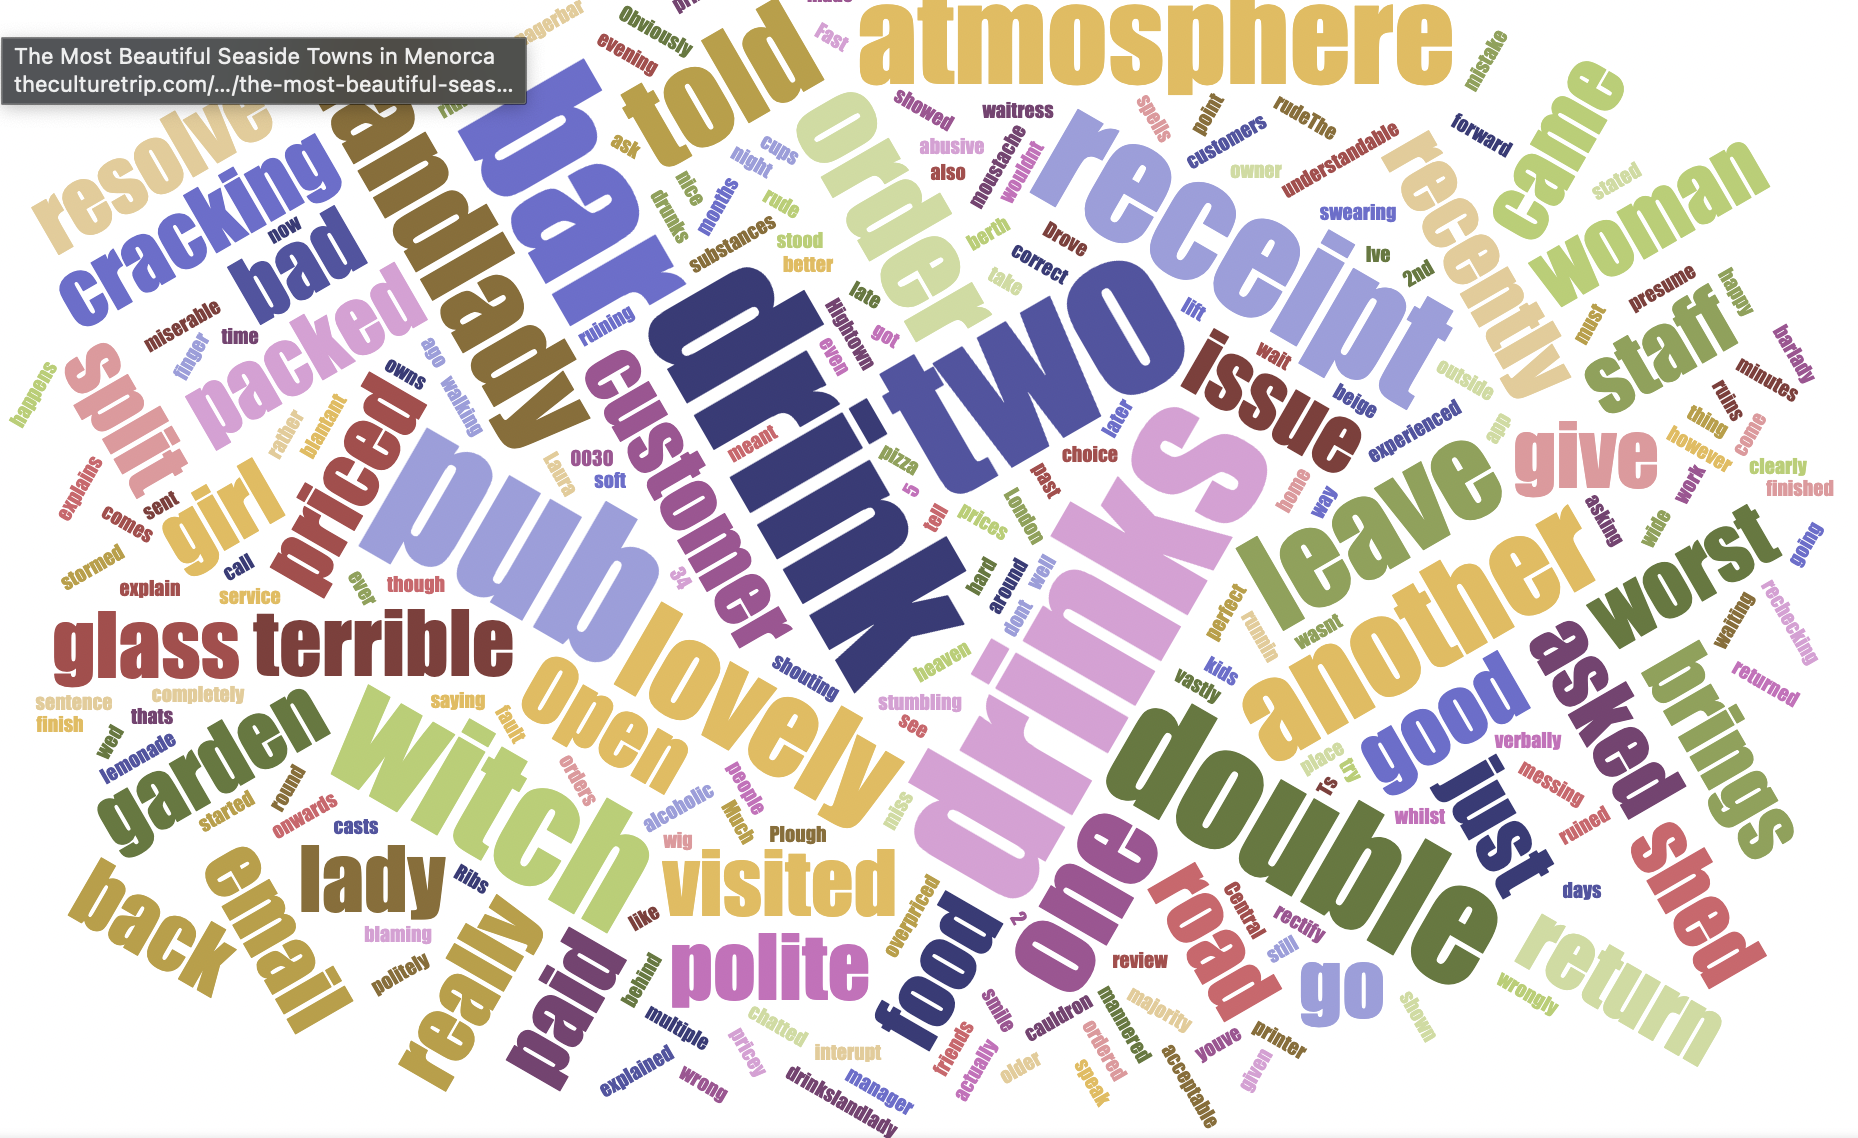 The Most Beautiful Seaside Towns in Menorca
theculturetrip.com/.../the-most-beautiful-seas...
atmosphere
told
Obviously
evening
Fast
mistake
came
bar
resolve
cracking
now
bad
order
ask
cups
night
nice
months
drunks
rude
substances
stood
better
showed
waitress
abusive
also
moustache
wouldnt
spells
point
rudeThe
customers
owner
understandable
forward
receipt
recently
stated
woman
swearing
Ive
2nd
berth
correct
Drove
take
presume
happy
must
staff
miserable
finger
time
packed
ago
owns
walking
ruining
late
Hightown
got
even
lift
two
drink
issue
wait
beige
outside
experienced
barlady
minutes
ruins
thing
come
however
clearly
finished
happens
split
rather
blantant
priced
customer
meant
later
choice
give
explains
comes
sent
girl
Laura
0030
soft
pizza
5
past
London
prices
tell
home
way
leave
work
asking
wide
going
worst
stormed
explain
call
service
ever
though
pub
34
hard
around
well
dont
drinks
another
perfect
runnin
wasnt
waiting
rechecking
returned
glass
terrible
lovely
heaven
shouting
stumbling
see
kids
vastly
asked
brings
sentence
completely
finish
thats
saying
fault
open
wed
lemonade
garden
witch
started
round
onwards
casts
orders
alcoholic
people
Much
Plough
miss
wig
double
place
try
Ts
good
verbally
just
messing
whilst
ruined
days
shed
back
email
lady
Ribs
blaming
politely
really
like
visited
overpriced
polite
behind
paid
food
2
one
road
Central
rectify
still
review
go
return
wrongly
shown
multiple
explained
wrong
pricey
chatted
interupt
manager
drinkslandlady
smile
friends
actually
older
cauldron
mannered
majority
ordered
speak
acceptable
youve
printer
given